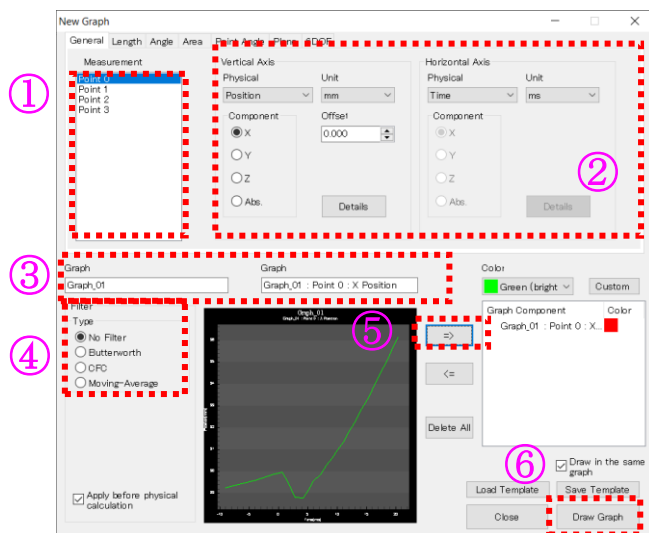 New Graph
General Length Angle Area Point Angle Plane 6DOF
Measurement
Point 0
Point 1
Point 2
Point 3
①
Vertical Axis
Physical Unit
Position mm
Component Offset
X 0.000
Y
Z
Abs. Details
Horizontal Axis
Physical Unit
Time ms
Component
X
Y
Z
Abs. Details
②
③
Graph Graph
Graph_01 Graph_01 : Point 0 : X Position
Color
Green (bright Custom
Filter
Type
④
No Filter
Butterworth
CFC
Moving-Average
Apply before physical
calculation
Graph_01
Graph_01 : Point 0 : X Position
⑤
=>
<=
Delete All
Graph Component Color
Graph_01 : Point 0 : X...
⑥
Draw in the same
graph
Load Template Save Template
Close Draw Graph